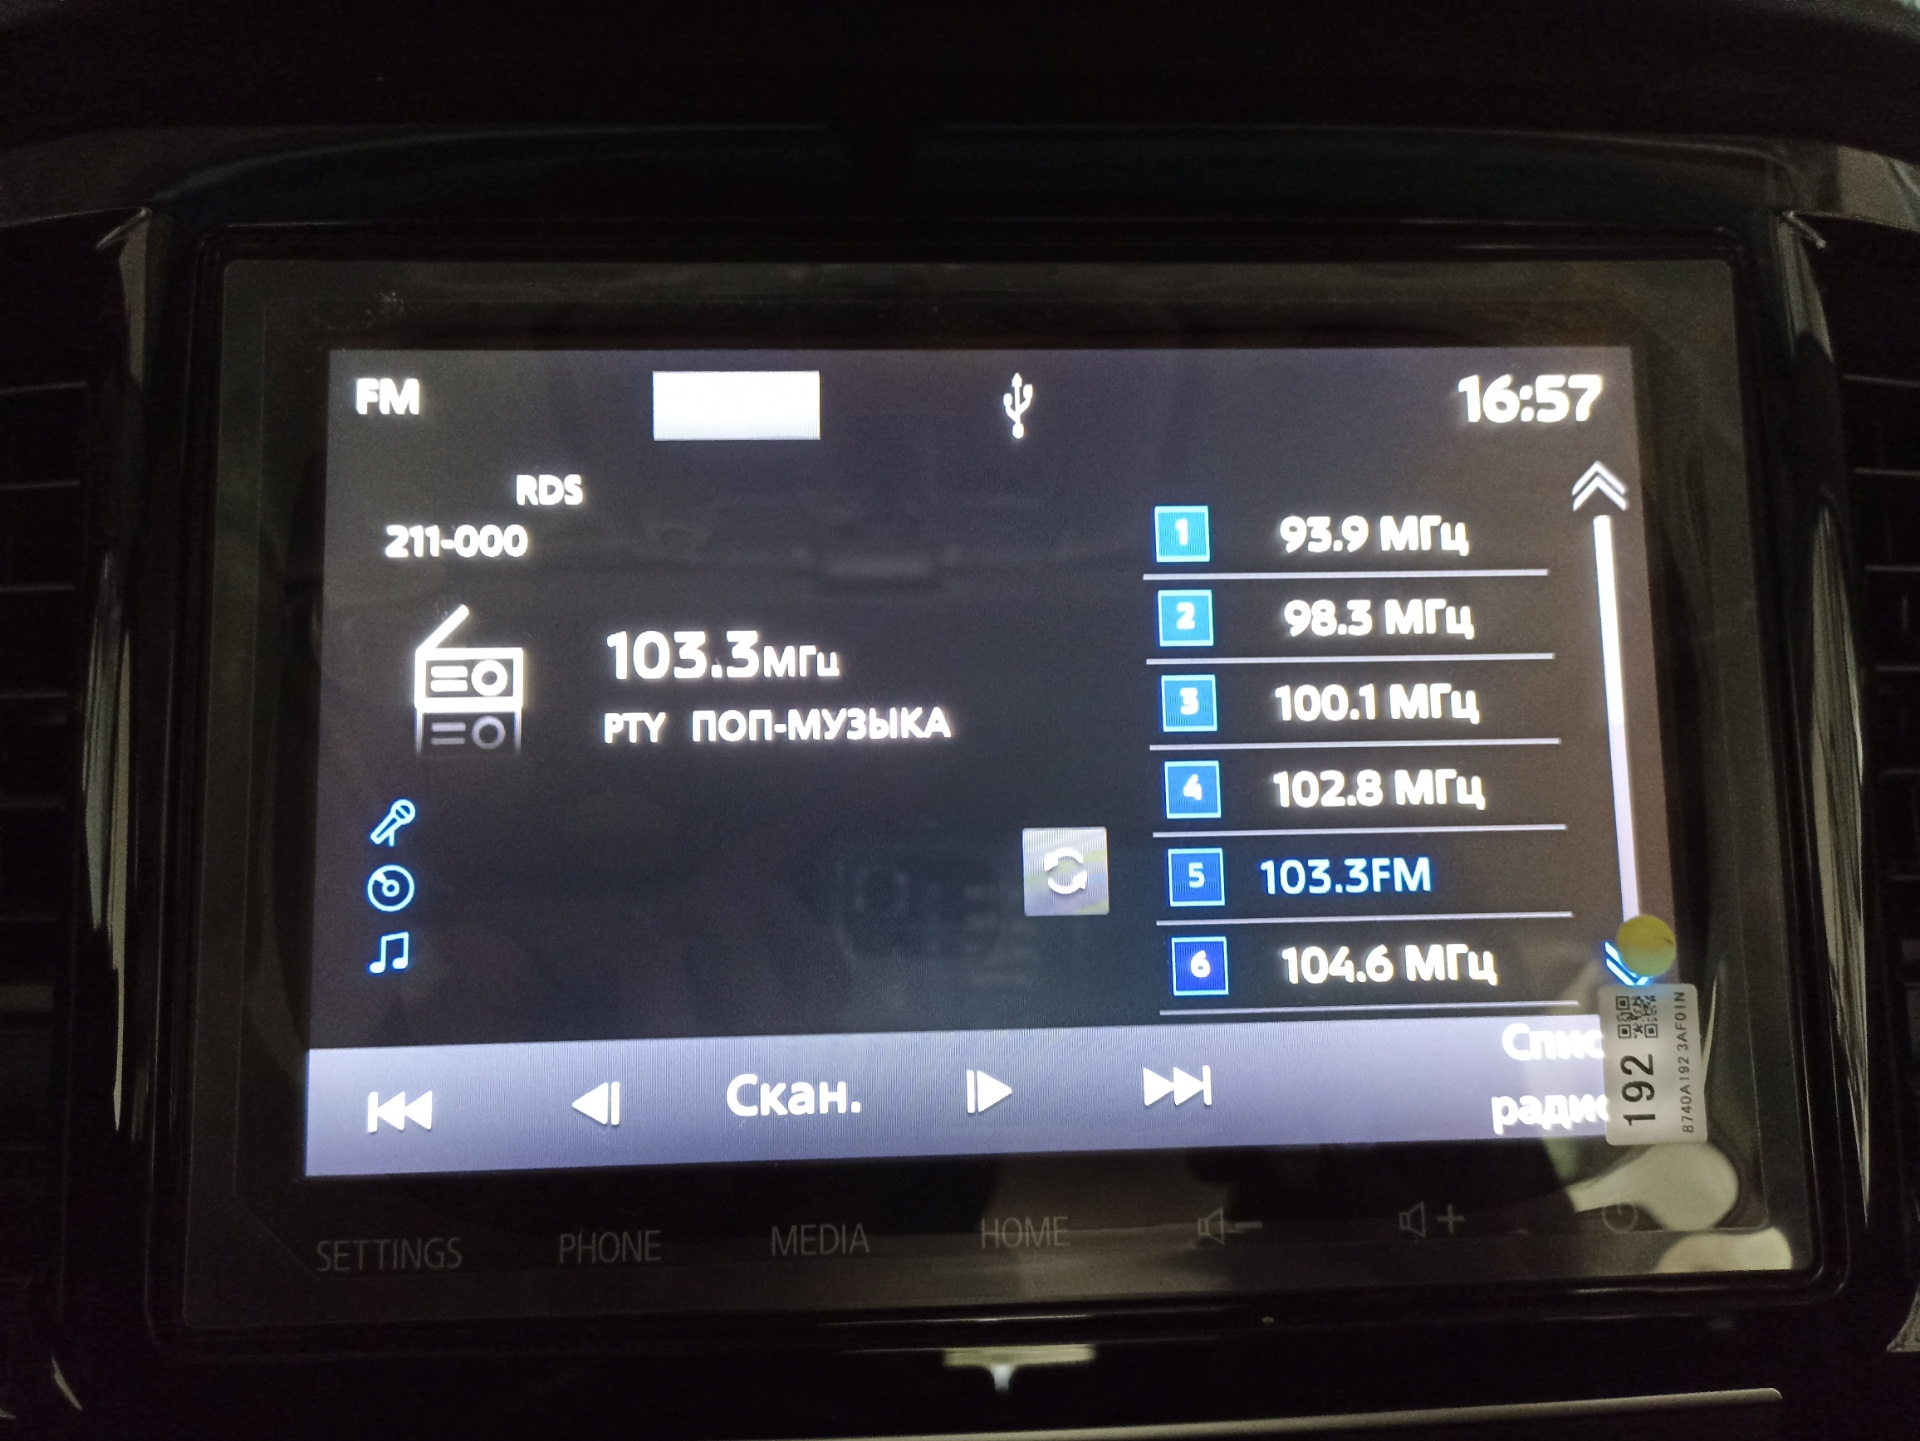 FM
16:57
RDS
211-000
103.3МГц
PTY ПОП-МУЗЫКА
1 93.9 МГц
2 98.3 МГц
3 100.1 МГц
4 102.8 МГц
5 103.3FM
6 104.6 МГц
Скан.
Спис
радио
192
8740A192 3AF01N
SETTINGS PHONE MEDIA HOME - +